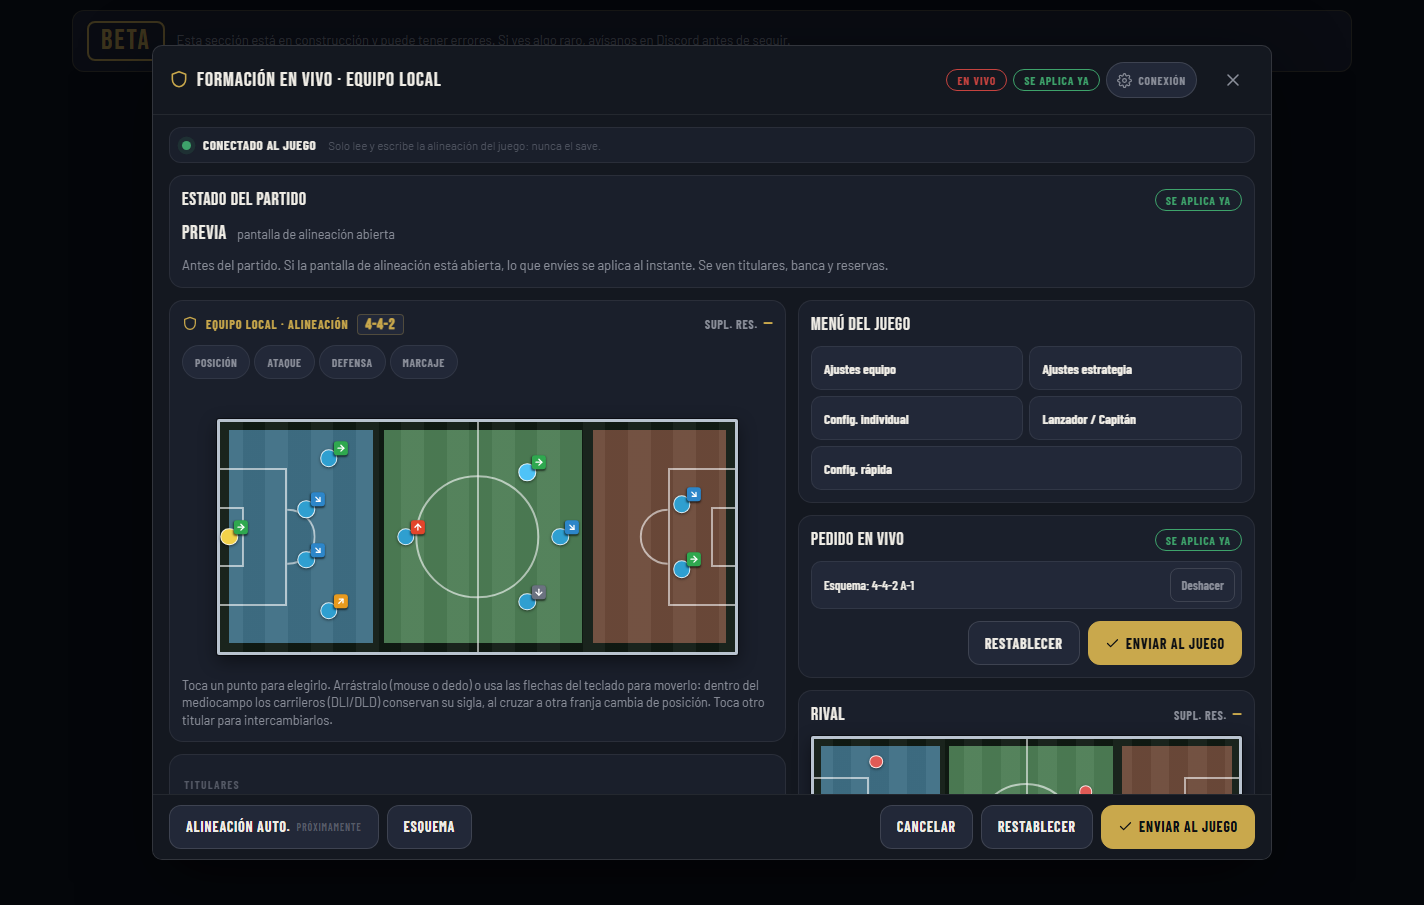 BETA
Esta sección está en construcción y puede tener errores. Si ves algo raro, avísanos en Discord antes de seguir.
FORMACIÓN EN VIVO · EQUIPO LOCAL
EN VIVO
SE APLICA YA
CONEXIÓN
CONECTADO AL JUEGO
Solo lee y escribe la alineación del juego: nunca el save.
ESTADO DEL PARTIDO
SE APLICA YA
PREVIA pantalla de alineación abierta
Antes del partido. Si la pantalla de alineación está abierta, lo que envíes se aplica al instante. Se ven titulares, banca y reservas.
EQUIPO LOCAL · ALINEACIÓN
4-4-2
SUPL. RES. —
POSICIÓN
ATAQUE
DEFENSA
MARCAJE
Toca un punto para elegirlo. Arrástralo (mouse o dedo) o usa las flechas del teclado para moverlo: dentro del
mediocampo los carrileros (DLI/DLD) conservan su sigla, al cruzar a otra franja cambia de posición. Toca otro
titular para intercambiarlos.
TITULARES
MENÚ DEL JUEGO
Ajustes equipo
Ajustes estrategia
Config. individual
Lanzador / Capitán
Config. rápida
PEDIDO EN VIVO
SE APLICA YA
Esquema: 4-4-2 A-1
Deshacer
RESTABLECER
ENVIAR AL JUEGO
RIVAL
SUPL. RES. —
ALINEACIÓN AUTO. PRÓXIMAMENTE
ESQUEMA
CANCELAR
RESTABLECER
ENVIAR AL JUEGO